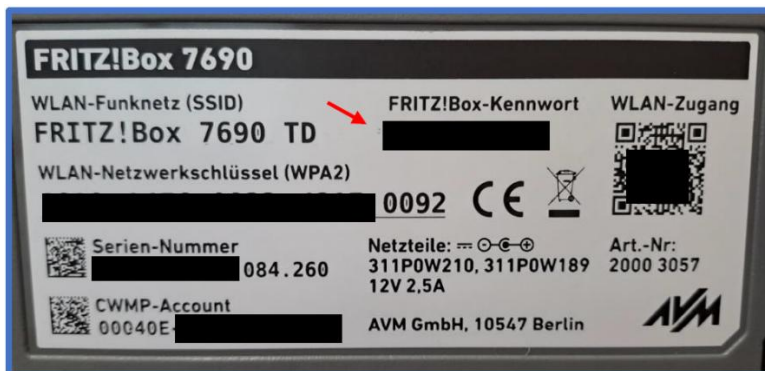 FRITZ!Box 7690
WLAN-Funknetz (SSID)
FRITZ!Box 7690 TD
FRITZ!Box-Kennwort
WLAN-Zugang
WLAN-Netzwerkschlüssel (WPA2)
0092
CE
Serien-Nummer
084.260
Netzteile:
311P0W210, 311P0W189
12V 2,5A
Art.-Nr:
2000 3057
CWMP-Account
00040E-
AVM GmbH, 10547 Berlin
AVM